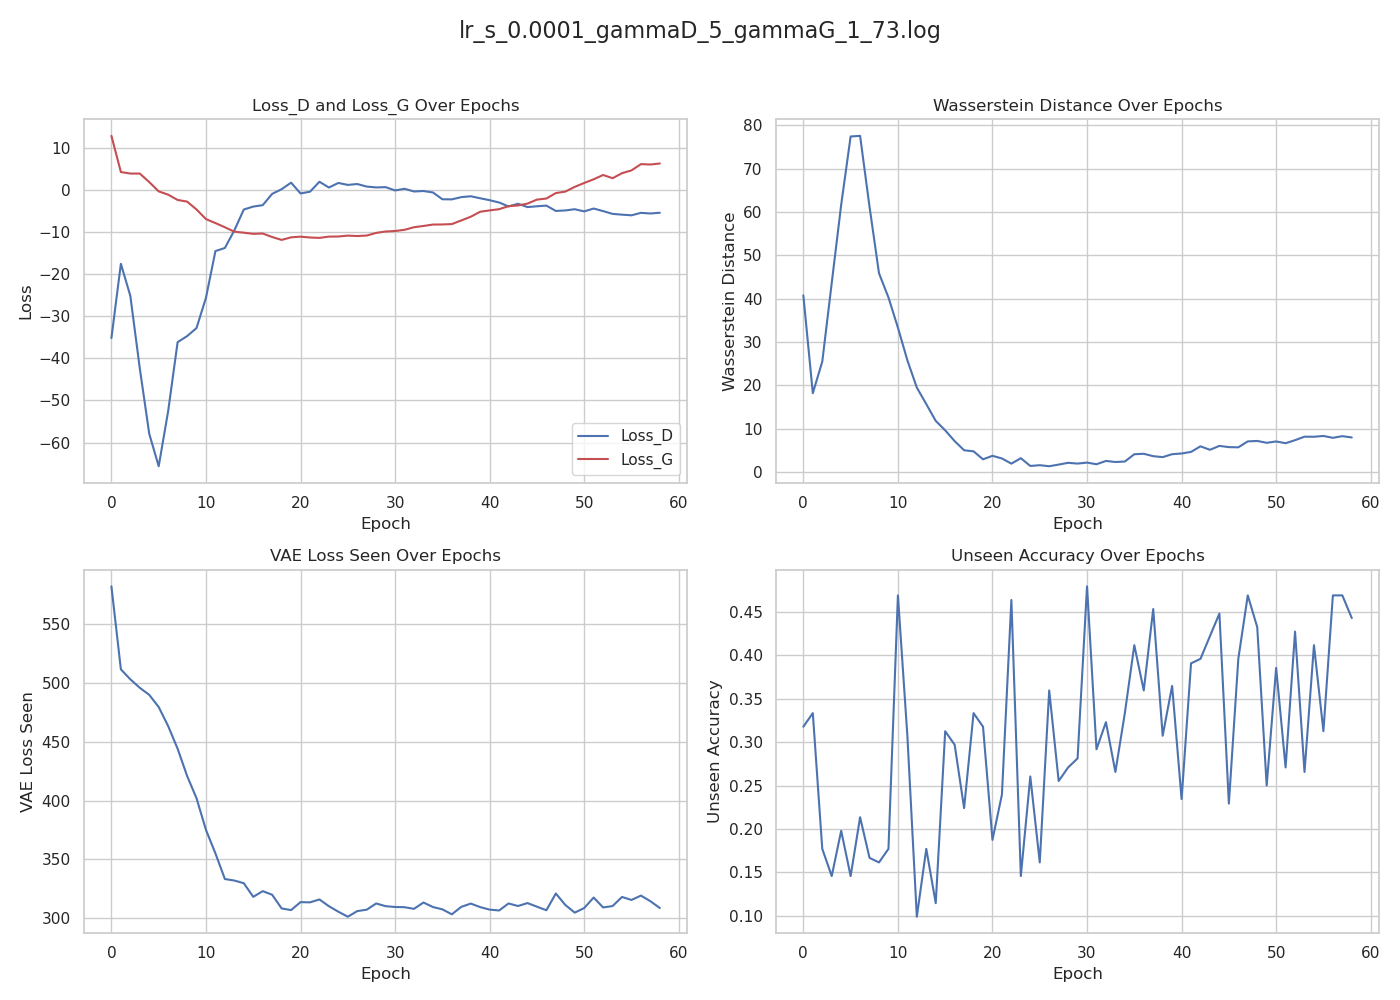 lr_s_0.0001_gammaD_5_gammaG_1_73.log
Loss_D and Loss_G Over Epochs
Loss
10
0
−10
−20
−30
−40
−50
−60
Loss_D
Loss_G
0 10 20 30 40 50 60
Epoch
Wasserstein Distance Over Epochs
Wasserstein Distance
80
70
60
50
40
30
20
10
0
0 10 20 30 40 50 60
Epoch
VAE Loss Seen Over Epochs
VAE Loss Seen
550
500
450
400
350
300
0 10 20 30 40 50 60
Epoch
Unseen Accuracy Over Epochs
Unseen Accuracy
0.45
0.40
0.35
0.30
0.25
0.20
0.15
0.10
0 10 20 30 40 50 60
Epoch